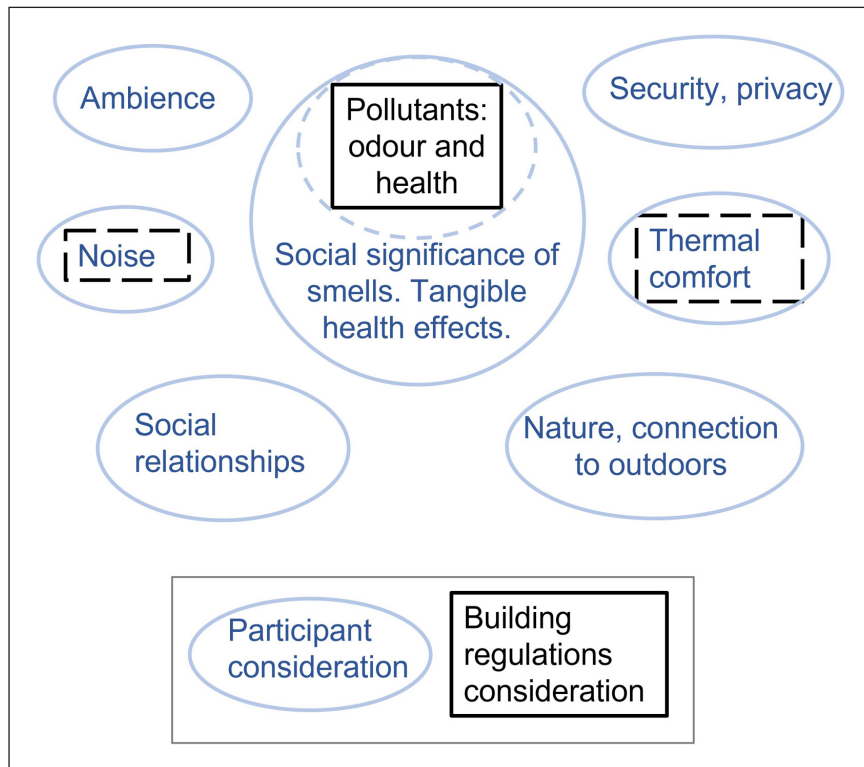 Ambience
Pollutants:
odour and
health
Security, privacy
Noise
Social significance of
smells. Tangible
health effects.
Thermal
comfort
Social
relationships
Nature, connection
to outdoors
Participant
consideration
Building
regulations
consideration